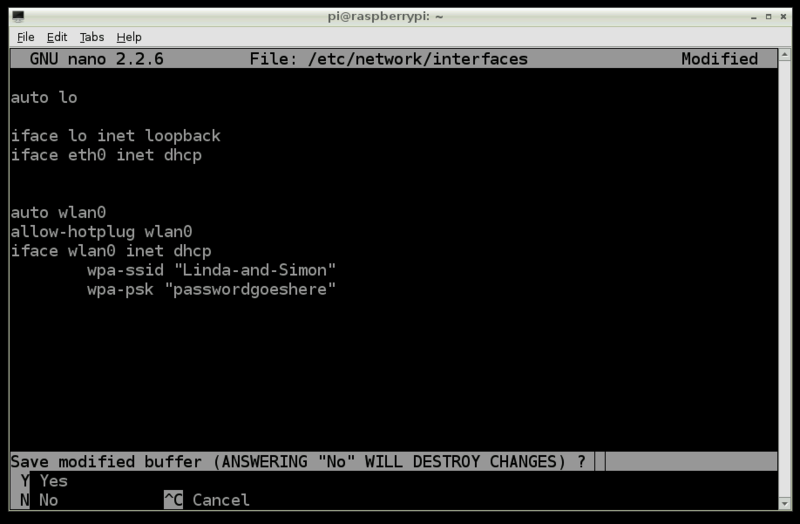 pi@raspberrypi: ~
File Edit Tabs Help
GNU nano 2.2.6 File: /etc/network/interfaces Modified
auto lo
iface lo inet loopback
iface eth0 inet dhcp
auto wlan0
allow-hotplug wlan0
iface wlan0 inet dhcp
wpa-ssid "Linda-and-Simon"
wpa-psk "passwordgoeshere"
Save modified buffer (ANSWERING "No" WILL DESTROY CHANGES) ?
Y Yes
N No ^C Cancel